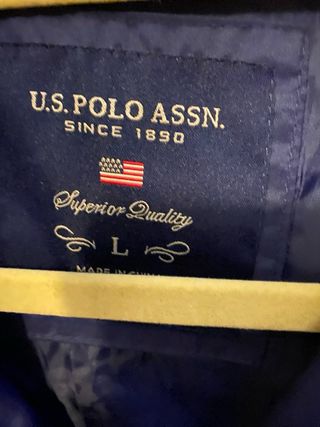 U.S. POLO ASSN.
SINCE 1890
Superior Quality
L
MADE IN CHINA